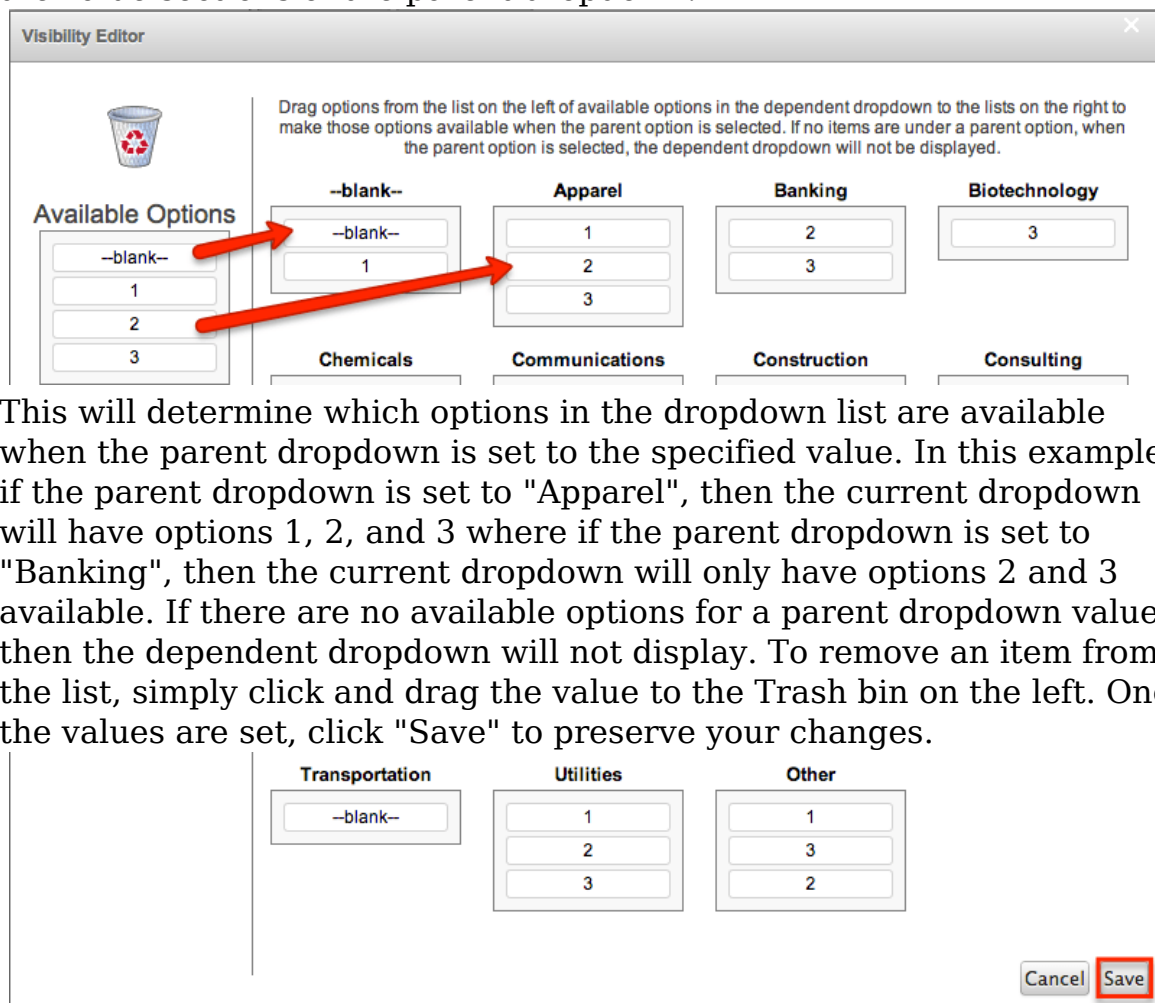 Visibility Editor
Drag options from the list on the left of available options in the dependent dropdown to the lists on the right to
make those options available when the parent option is selected. If no items are under a parent option, when
the parent option is selected, the dependent dropdown will not be displayed.
Available Options
--blank--
1
2
3
--blank--
--blank--
1
Apparel
1
2
3
Banking
2
3
Biotechnology
3
Chemicals
Communications
Construction
Consulting
This will determine which options in the dropdown list are available
when the parent dropdown is set to the specified value. In this example
if the parent dropdown is set to "Apparel", then the current dropdown
will have options 1, 2, and 3 where if the parent dropdown is set to
"Banking", then the current dropdown will only have options 2 and 3
available. If there are no available options for a parent dropdown value
then the dependent dropdown will not display. To remove an item from
the list, simply click and drag the value to the Trash bin on the left.
the values are set, click "Save" to preserve your changes.
Transportation
--blank--
Utilities
1
2
3
Other
1
3
2
Cancel
Save